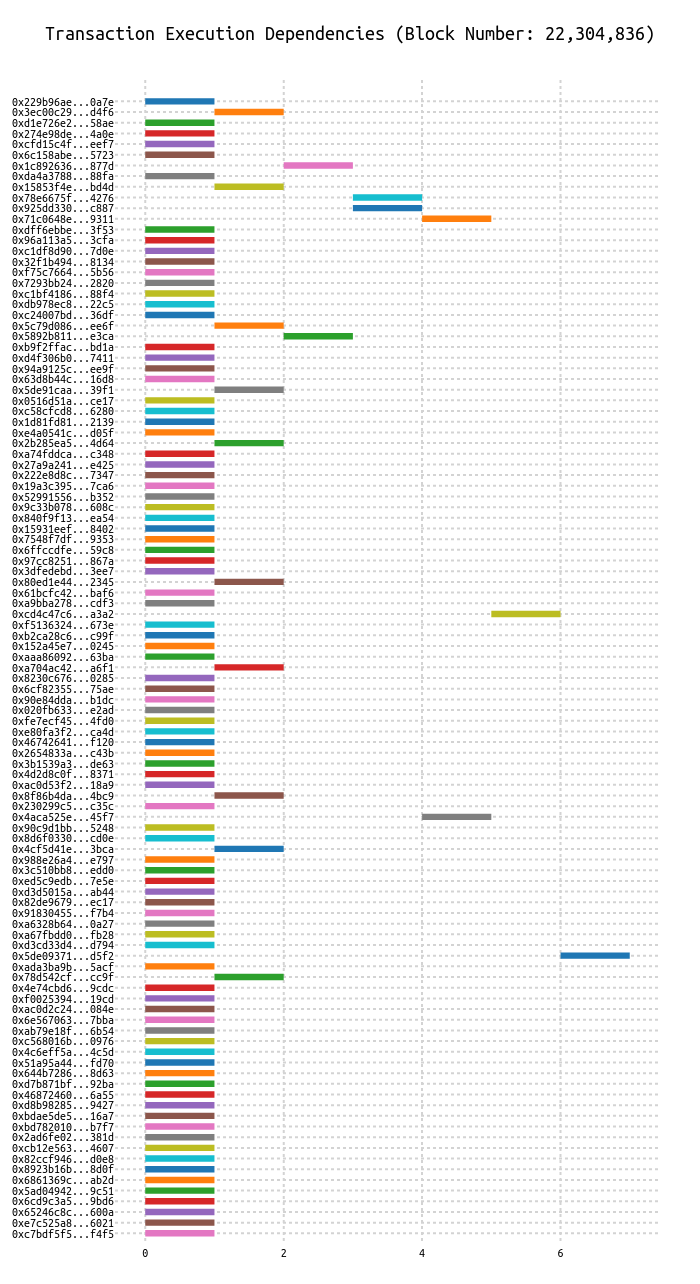 Transaction Execution Dependencies (Block Number: 22,304,836)
0x229b96ae...0a7e
0x3ec00c29...d4f6
0xd1e726e2...58ae
0x274e98de...4a0e
0xcfd15c4f...eef7
0x6c158abe...5723
0x1c892636...877d
0xda4a3788...88fa
0x15853f4e...bd4d
0x78e6675f...4276
0x925dd330...c887
0x71c0648e...9311
0xdff6ebbe...3f53
0x96a113a5...3cfa
0xc1df8d90...7d0e
0x32f1b494...8134
0xf75c7664...5b56
0x7293bb24...2820
0xc1bf4186...88f4
0xdb978ec8...22c5
0xc24007bd...36df
0x5c79d086...ee6f
0x5892b811...e3ca
0xb9f2ffac...bd1a
0xd4f306b0...7411
0x94a9125c...ee9f
0x63d8b44c...16d8
0x5de91caa...39f1
0x0516d51a...ce17
0xc58cfcd8...6280
0x1d81fd81...2139
0xe4a0541c...d05f
0x2b285ea5...4d64
0xa74fddca...c348
0x27a9a241...e425
0x222e8d8c...7347
0x19a3c395...7ca6
0x52991556...b352
0x9c33b078...608c
0x840f9f13...ea54
0x15931eef...8402
0x7548f7df...9353
0x6ffccdfe...59c8
0x97cc8251...867a
0x3dfedebd...3ee7
0x80ed1e44...2345
0x61bcfc42...baf6
0xa9bba278...cdf3
0xcd4c47c6...a3a2
0xf5136324...673e
0xb2ca28c6...c99f
0x152a45e7...0245
0xaaa86092...63ba
0xa704ac42...a6f1
0x8230c676...0285
0x6cf82355...75ae
0x90e84dda...b1dc
0x020fb633...e2ad
0xfe7ecf45...4fd0
0xe80fa3f2...ca4d
0x46742641...f120
0x2654833a...c43b
0x3b1539a3...de63
0x4d2d8c0f...8371
0xac0d53f2...18a9
0x8f86b4da...4bc9
0x230299c5...c35c
0x4aca525e...45f7
0x90c9d1bb...5248
0x8d6f0330...cd0e
0x4cf5d41e...3bca
0x988e26a4...e797
0x3c510bb8...edd0
0xed5c9edb...7e5e
0xd3d5015a...ab44
0x82de9679...ec17
0x91830455...f7b4
0xa6328b64...0a27
0xa67fbdd0...fb28
0xd3cd33d4...d794
0x5de09371...d5f2
0xada3ba9b...5acf
0x78d542cf...cc9f
0x4e74cbd6...9cdc
0xf0025394...19cd
0xac0d2c24...084e
0x6e567063...7bba
0xab79e18f...6b54
0xc568016b...0976
0x4c6eff5a...4c5d
0x51a95a44...fd70
0x644b7286...8d63
0xd7b871bf...92ba
0x46872460...6a55
0xd8b98285...9427
0xbdae5de5...16a7
0xbd782010...b7f7
0x2ad6fe02...381d
0xcb12e563...4607
0x82ccf946...d0e8
0x8923b16b...8d0f
0x6861369c...ab2d
0x5ad04942...9c51
0x6cd9c3a5...9bd6
0x65246c8c...600a
0xe7c525a8...6021
0xc7bdf5f5...f4f5
0 2 4 6